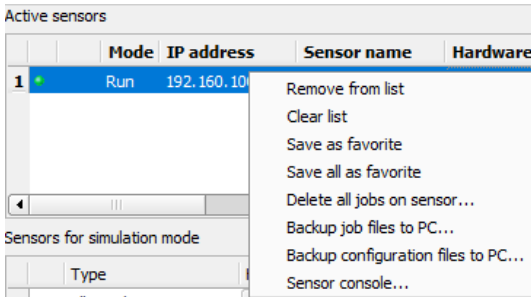 Active sensors
Mode IP address Sensor name Hardware
1 Run 192.160.10
Remove from list
Clear list
Save as favorite
Save all as favorite
Delete all jobs on sensor...
Backup job files to PC...
Sensors for simulation mode
Backup configuration files to PC...
Type
Sensor console...